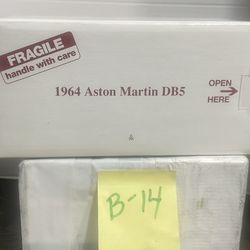 FRAGILE
handle with care
1964 Aston Martin DB5
OPEN
HERE
B-14